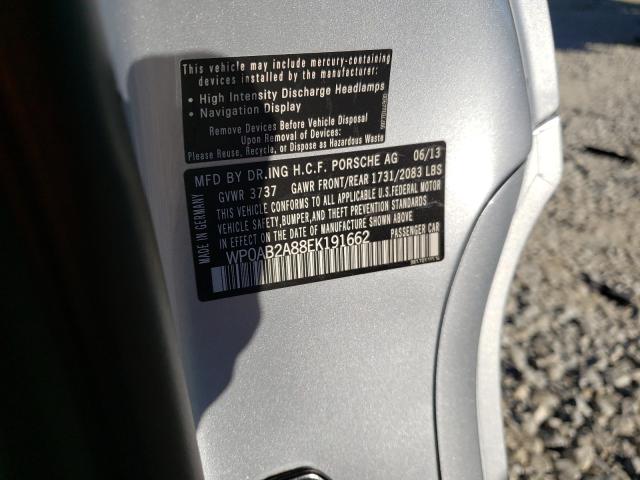 This vehicle may include mercury-containing
devices installed by the manufacturer:
• High Intensity Discharge Headlamps
• Navigation Display
Remove Devices Before Vehicle Disposal
Upon Removal of Devices:
Please Reuse, Recycle or Dispose as Hazardous Waste
MADE IN GERMANY
MFD BY DR.ING H.C.F. PORSCHE AG 06/13
GVWR 3737 GAWR FRONT/REAR 1731/2083 LBS
THIS VEHICLE CONFORMS TO ALL APPLICABLE U.S.FEDERAL MOTOR
VEHICLE SAFETY,BUMPER,AND THEFT PREVENTION STANDARDS
IN EFFECT ON THE DATE OF MANUFACTURE SHOWN ABOVE.
WP0AB2A88EK191662 PASSENGER CAR